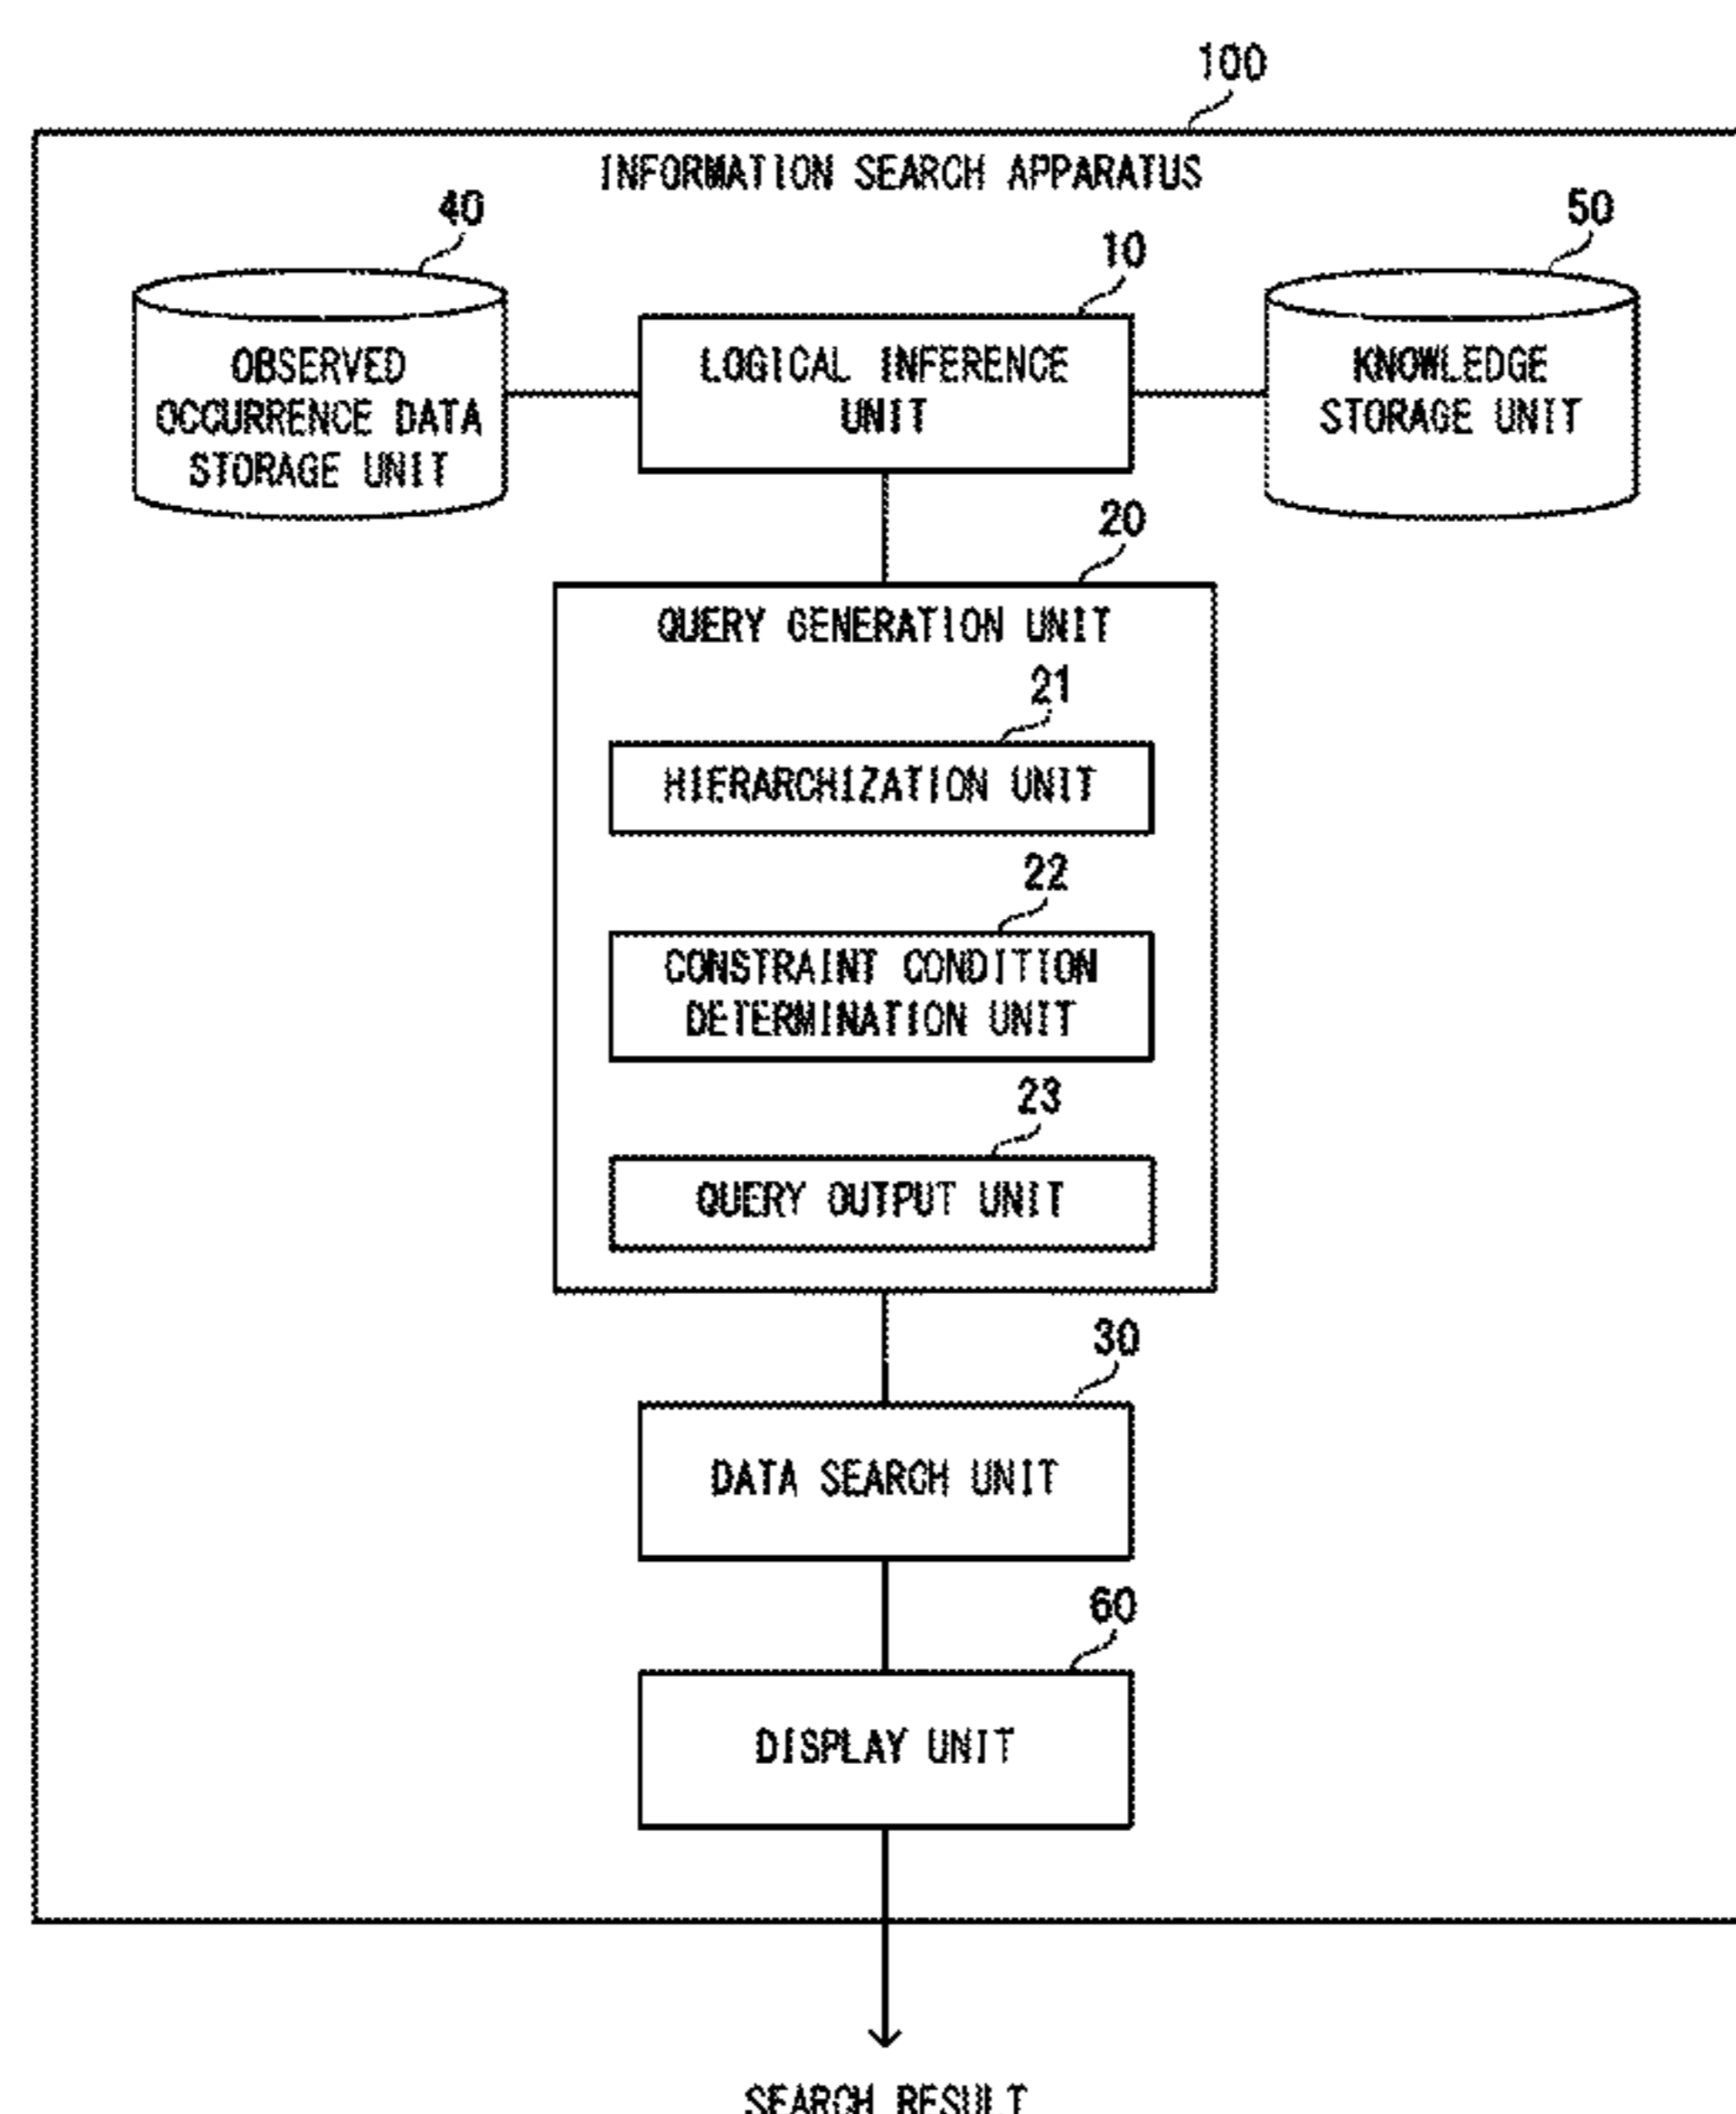 100
INFORMATION SEARCH APPARATUS
40
10
50
OBSERVED
OCCURRENCE DATA
STORAGE UNIT
LOGICAL INFERENCE
UNIT
KNOWLEDGE
STORAGE UNIT
20
QUERY GENERATION UNIT
21
HIERARCHIZATION UNIT
22
CONSTRAINT CONDITION
DETERMINATION UNIT
23
QUERY OUTPUT UNIT
30
DATA SEARCH UNIT
60
DISPLAY UNIT
SEARCH RESULT